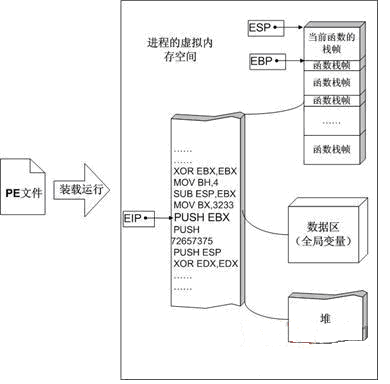 进程的虚拟内
存空间
ESP
当前函数的
栈帧
EBP
函数栈帧
函数栈帧
函数栈帧
……
函数栈帧
PE文件
装载运行
EIP
……
……
XOR EBX,EBX
MOV BH,4
SUB ESP,EBX
MOV BX,3233
PUSH EBX
PUSH
72657375
PUSH ESP
XOR EDX,EDX
……
……
数据区
(全局变量)
堆